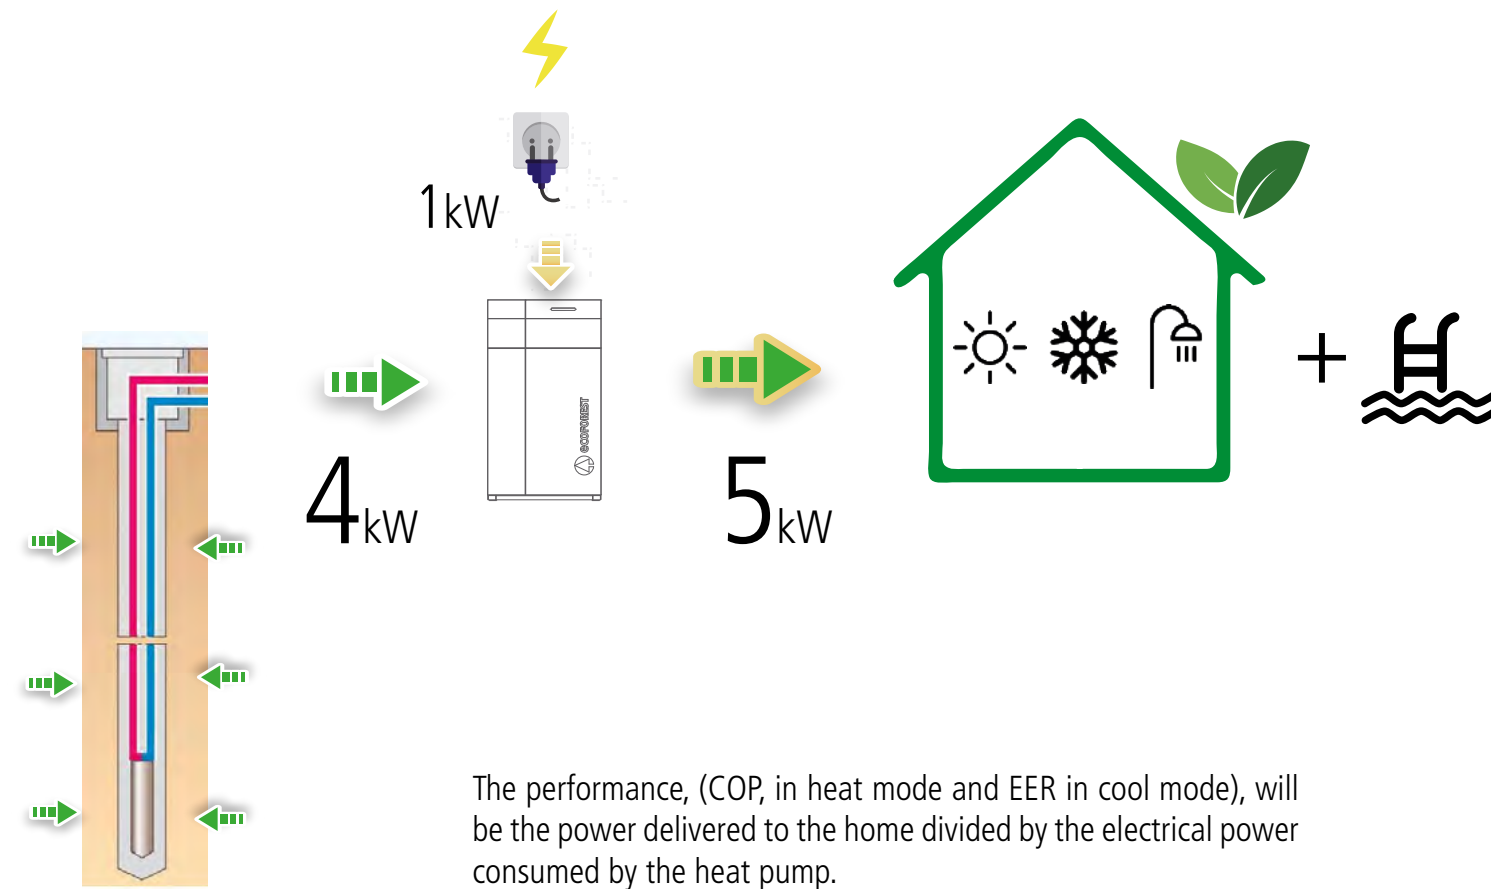 1kW
4kW
ecoforest
5kW
The performance, (COP, in heat mode and EER in cool mode), will
be the power delivered to the home divided by the electrical power
consumed by the heat pump.